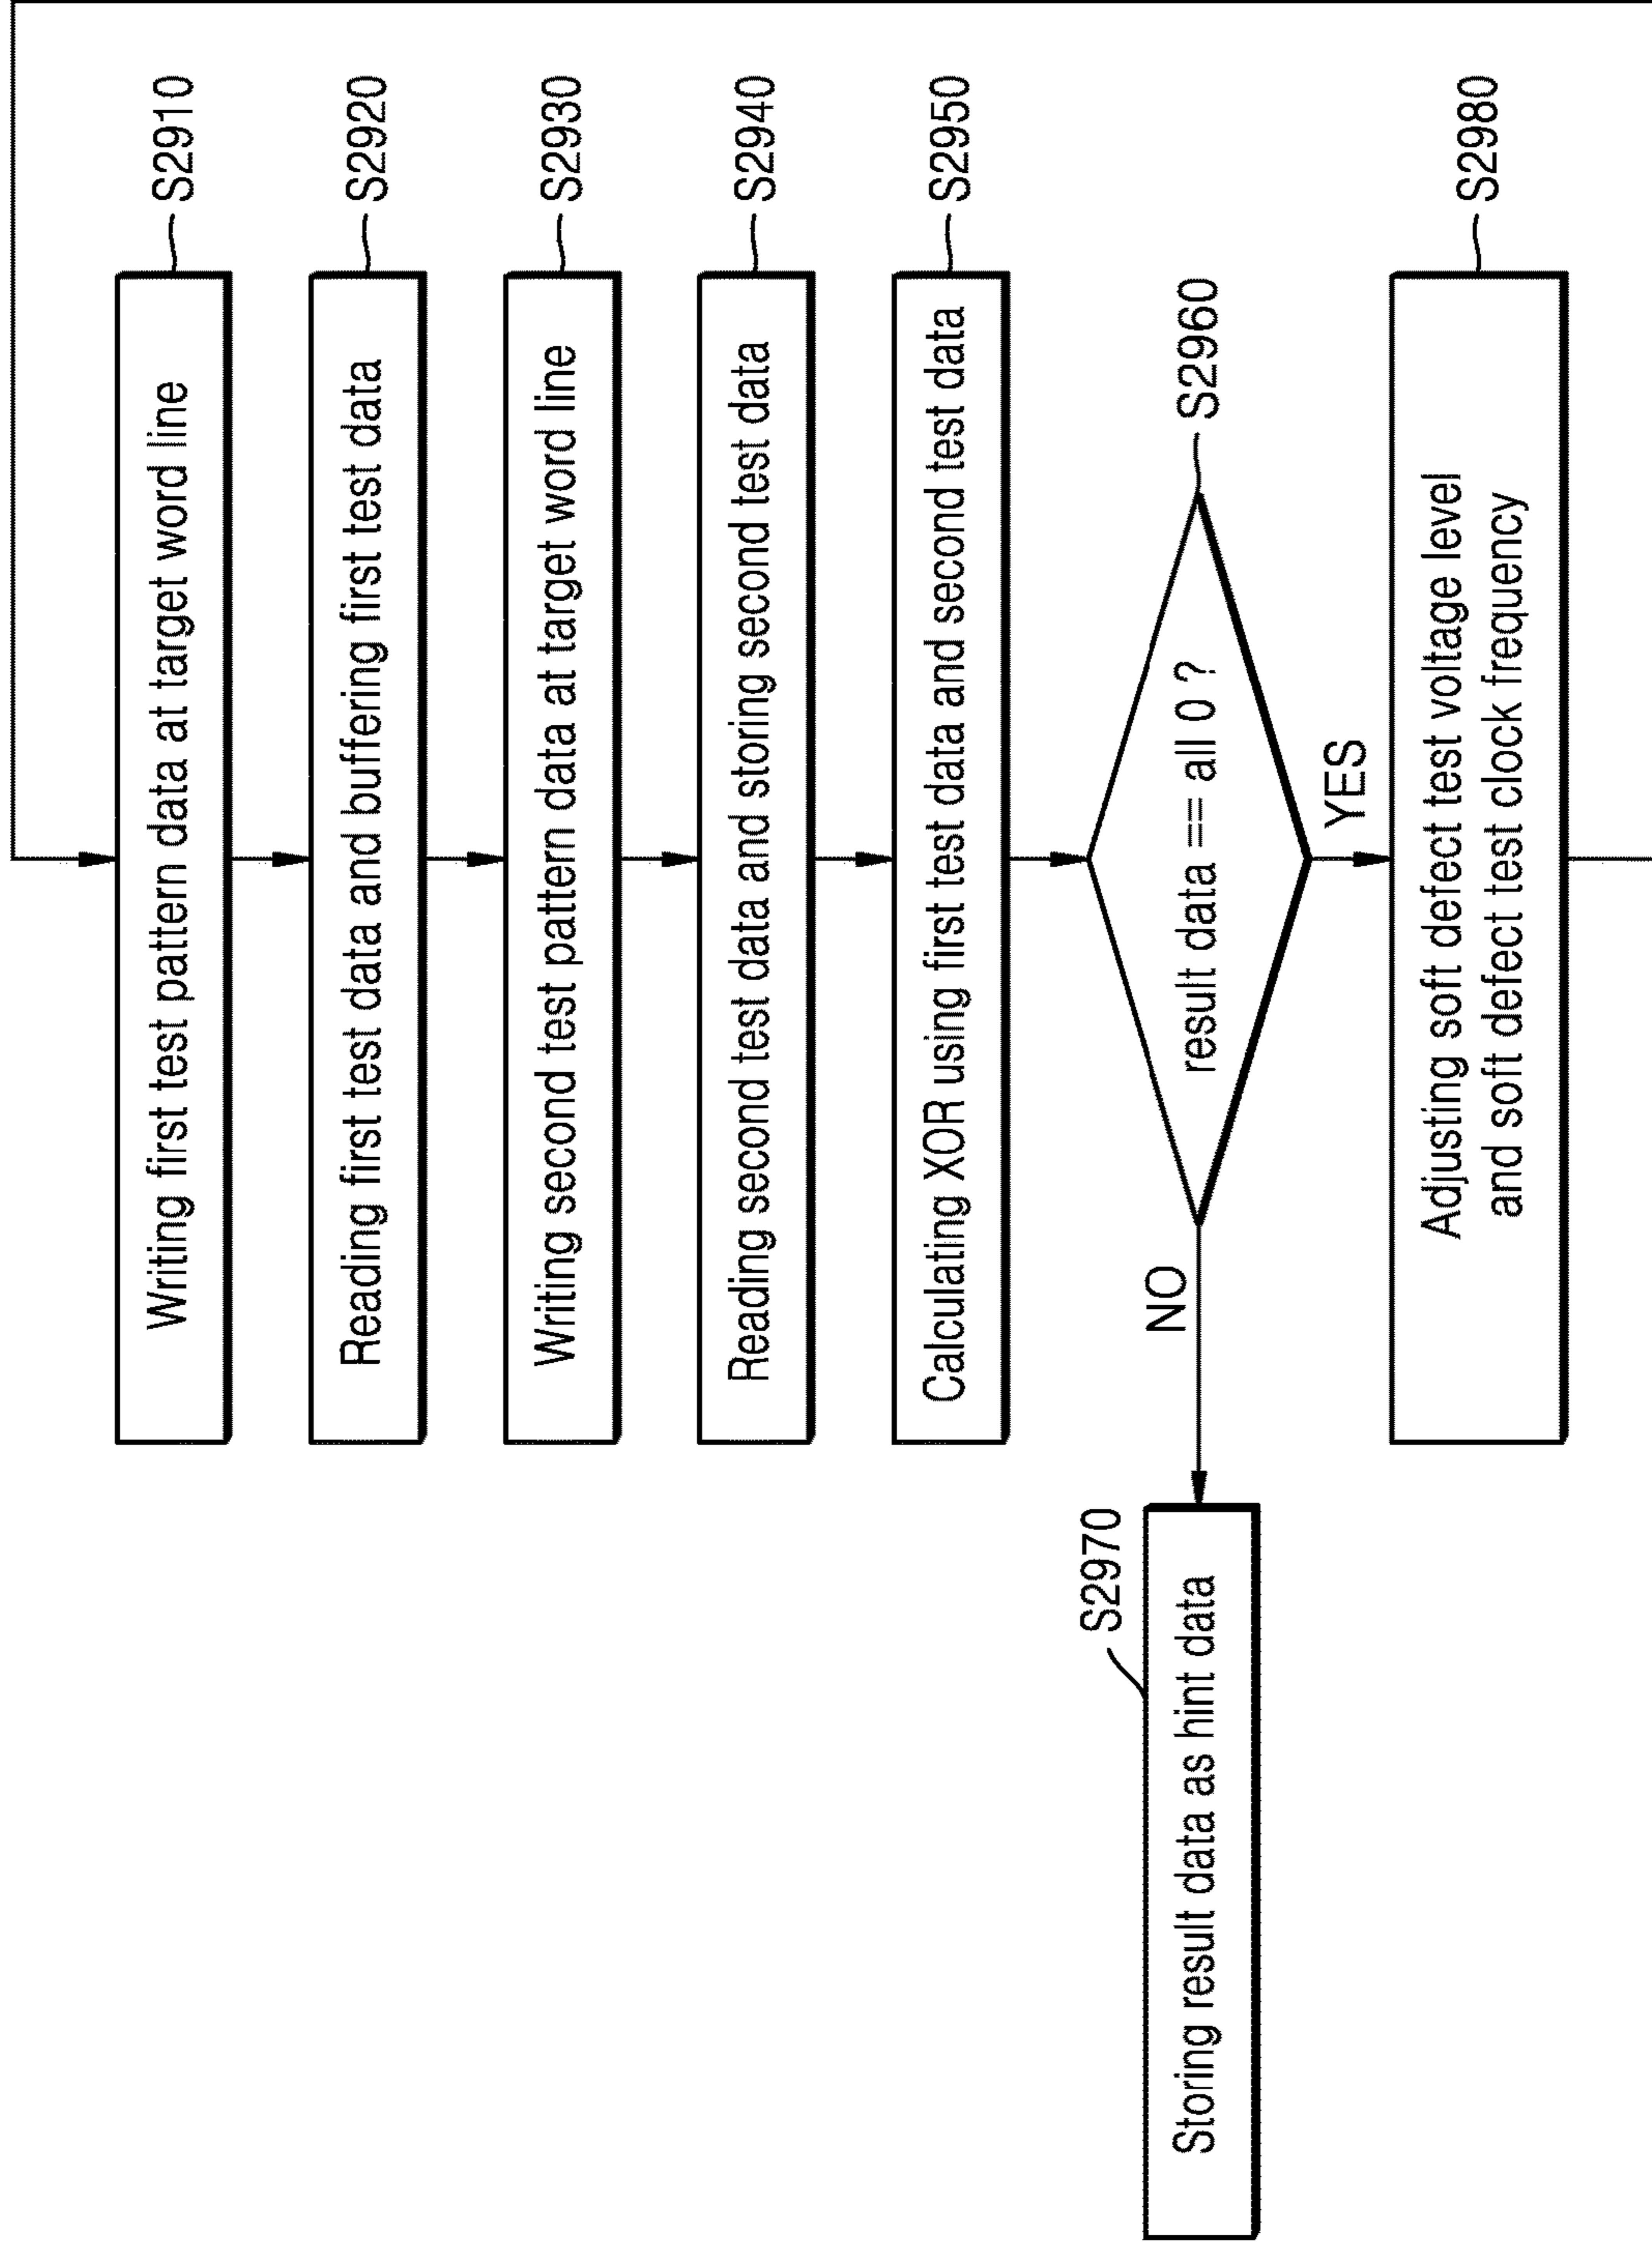 Writing first test pattern data at target word line
S2910
Reading first test data and buffering first test data
S2920
Writing second test pattern data at target word line
S2930
Reading second test data and storing second test data
S2940
Calculating XOR using first test data and second test data
S2950
result data == all 0 ?
S2960
NO
YES
S2970
Storing result data as hint data
Adjusting soft defect test voltage level
and soft defect test clock frequency
S2980